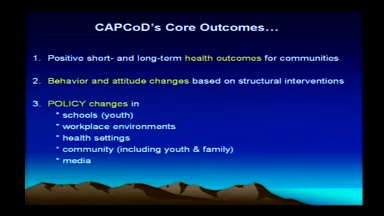 CAPCoD's Core Outcomes...
1. Positive short- and long-term health outcomes for communities
2. Behavior and attitude changes based on structural interventions
3. POLICY changes in
* schools (youth)
* workplace environments
* health settings
* community (including youth & family)
* media